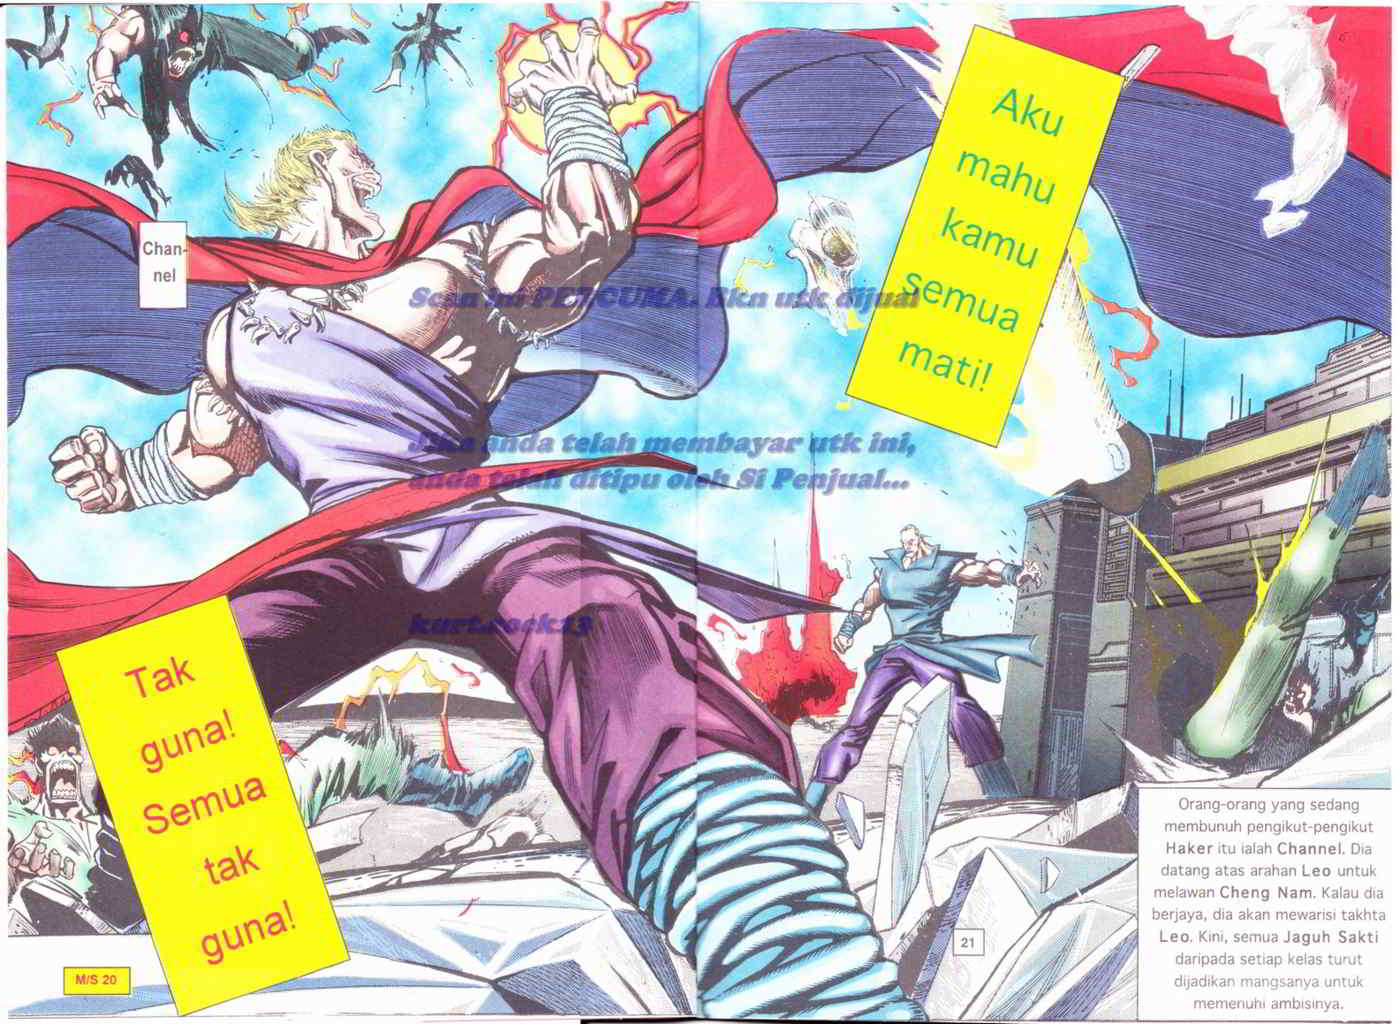 Chan-
nel
Aku
mahu
kamu
semua
mati!
Scan ini PERCUMA. Bkn utk dijual
Jika anda telah membayar utk ini,
anda telah ditipu oleh Si Penjual...
kurt.cock23
Tak
guna!
Semua
tak
guna!
M/S 20
21
Orang-orang yang sedang
membunuh pengikut-pengikut
Haker itu ialah Channel. Dia
datang atas arahan Leo untuk
melawan Cheng Nam. Kalau dia
berjaya, dia akan mewarisi takhta
Leo. Kini, semua Jaguh Sakti
daripada setiap kelas turut
dijadikan mangsanya untuk
memenuhi ambisinya.